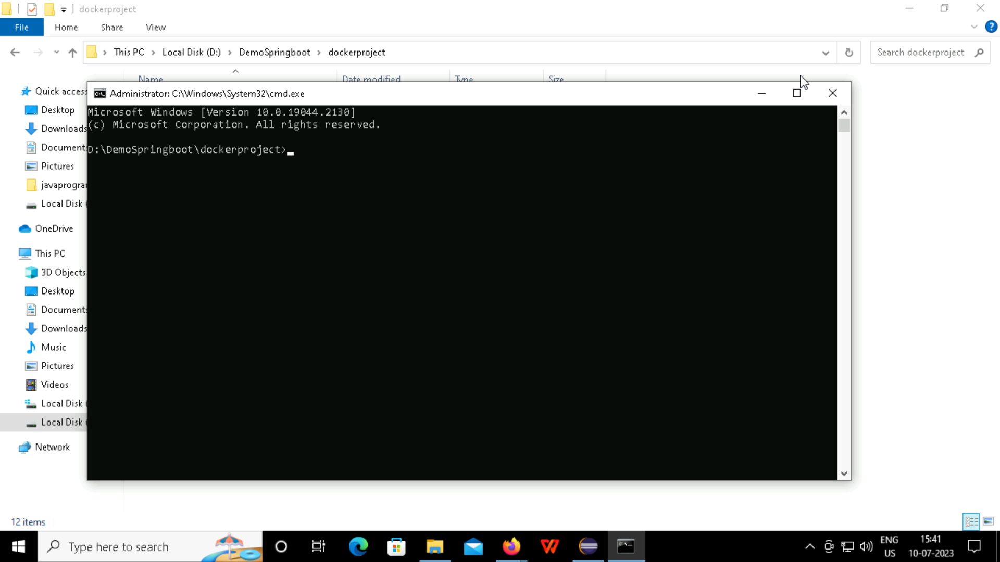 dockerproject
File Home Share View
This PC Local Disk (D:) DemoSpringboot dockerproject
Search dockerproject
Name Date modified Type Size
Quick access
Desktop
Downloads
Documents
Pictures
javaprogram
Local Disk (
OneDrive
This PC
3D Objects
Desktop
Documents
Downloads
Music
Pictures
Videos
Local Disk (
Local Disk (
Network
Administrator: C:\Windows\System32\cmd.exe
Microsoft Windows [Version 10.0.19044.2130]
(c) Microsoft Corporation. All rights reserved.
D:\DemoSpringboot\dockerproject>
12 items
Type here to search
ENG
US
15:41
10-07-2023